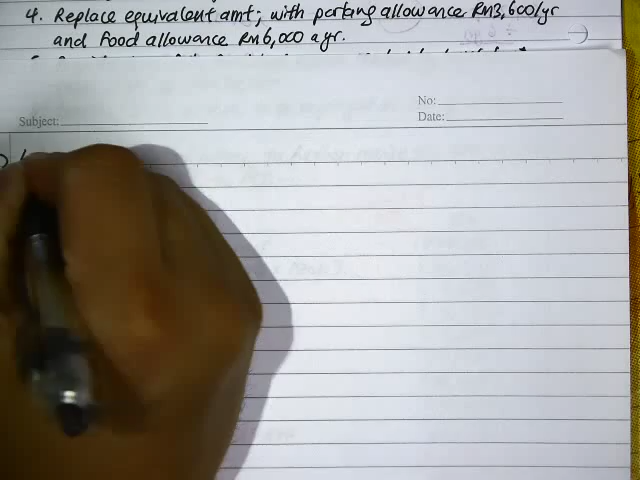 4. Replace equivalent amt; with parking allowance RM3,600/yr
and food allowance RM6,000 a yr.
No:
Subject:
Date: